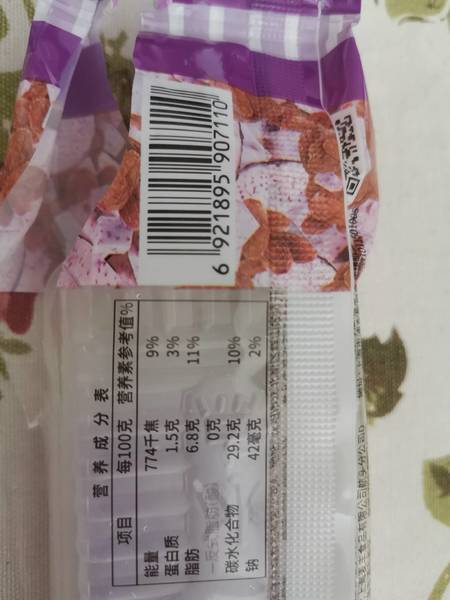 6 921895 907110
营养成分表
项目 每100克 营养素参考值%
能量 774千焦 9%
蛋白质 1.5克 3%
脂肪 6.8克 11%
0克
碳水化合物 29.2克 10%
钠 42毫克 2%